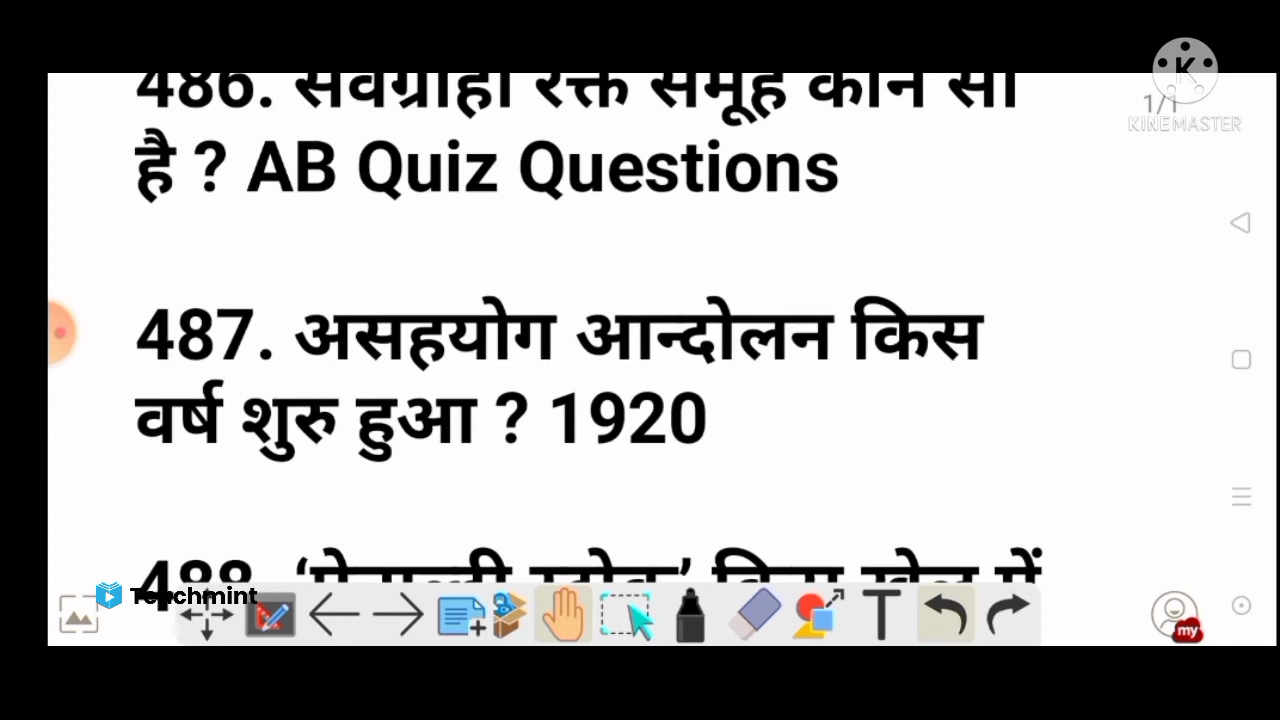 486. सर्वग्राही रक्त समूह कौन सा
है ? AB Quiz Questions
487. असहयोग आन्दोलन किस
वर्ष शुरु हुआ ? 1920
488. ‘पेनाल्टी स्ट्रोक’ किस खेल में
1/1
KINEMASTER
Teachmint
T
my